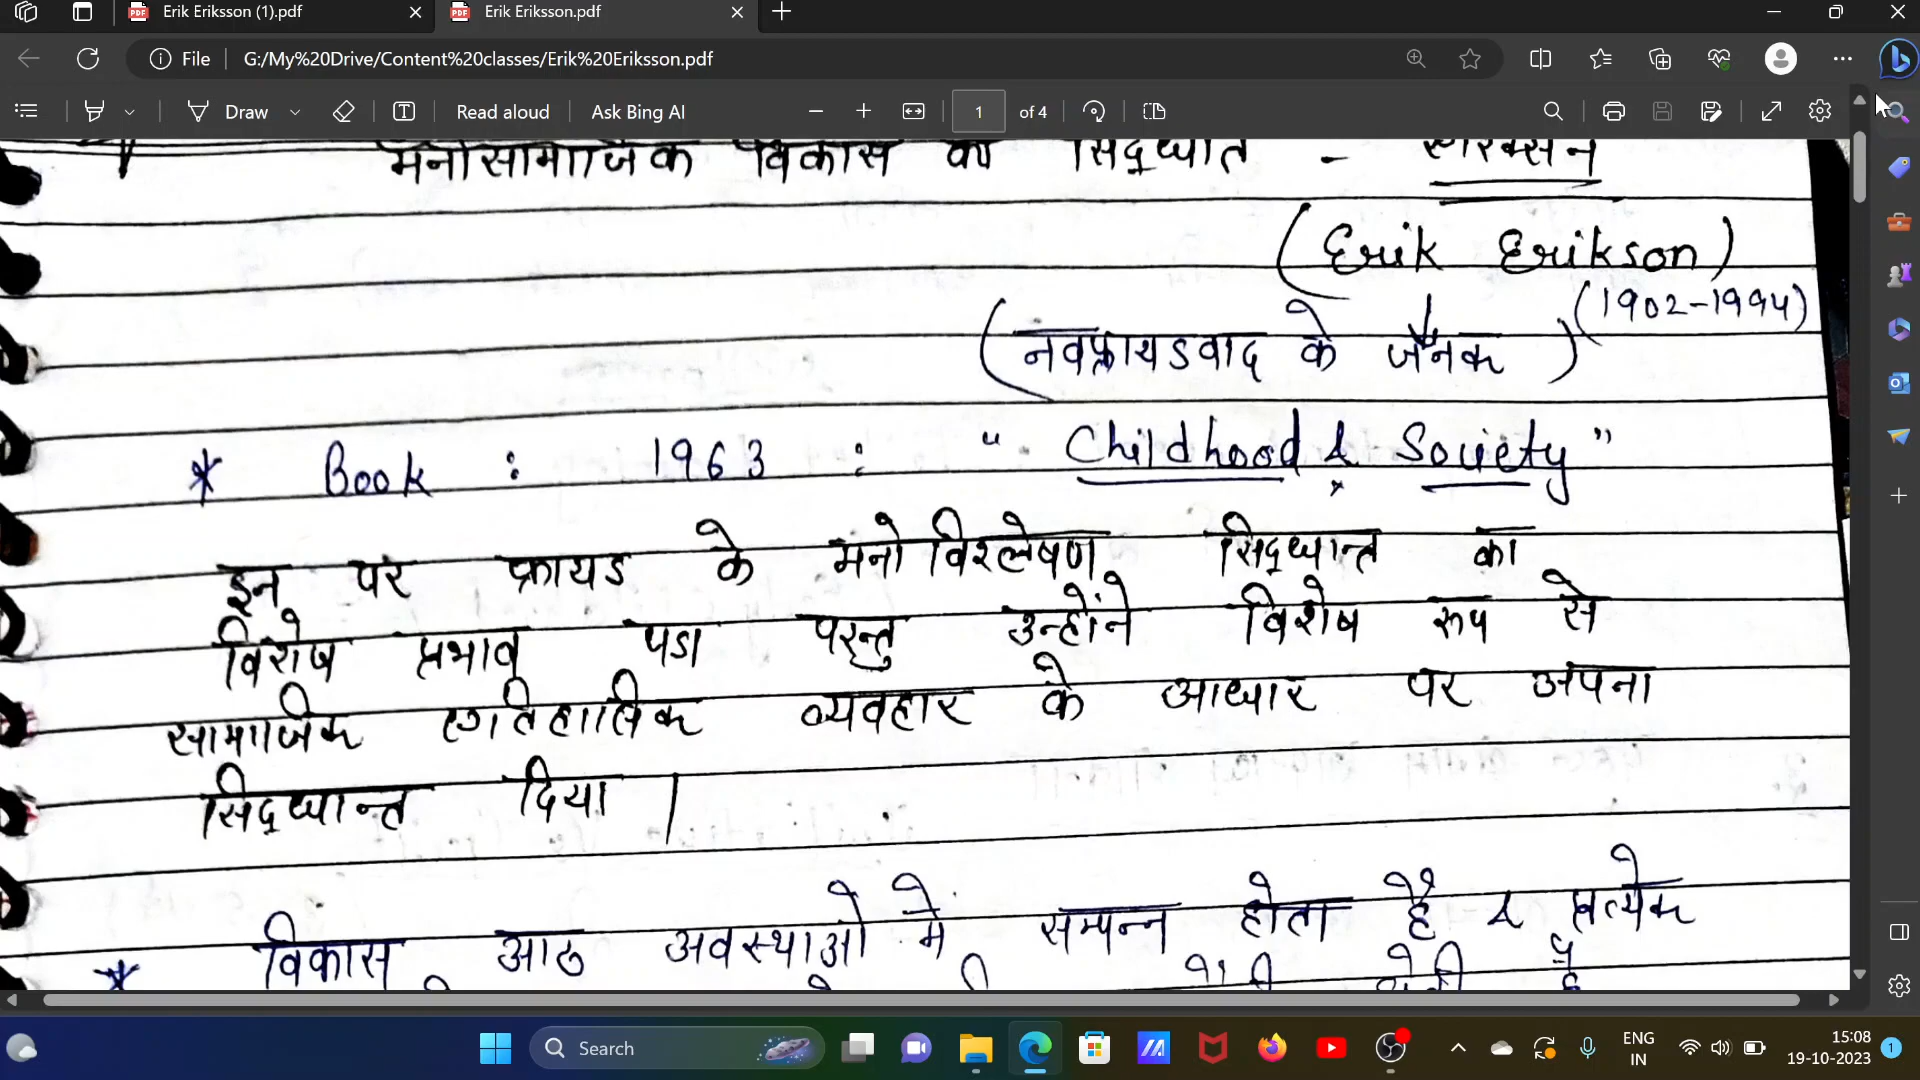 Erik Eriksson (1).pdf
Erik Eriksson.pdf
File G:/My%20Drive/Content%20classes/Erik%20Eriksson.pdf
Draw Read aloud Ask Bing AI 1 of 4
मनोसामाजिक विकास का सिद्धांत -
(Erik Erikson)
(1902-1994)
(नवफ्रायडवाद के जनक)
* Book : 1963 : "Childhood & Society"
इन पर फ्रायड के मनोविश्लेषण सिद्धान्त का
विशेष प्रभाव पडा परन्तु उन्होंने विशेष रूप से
सामाजिक व्यवहार के आधार पर अपना
सिद्धान्त दिया |
* विकास आठ अवस्थाओ में सम्पन्न होता है & प्रत्येक
Search
ENG
IN
15:08
19-10-2023
1